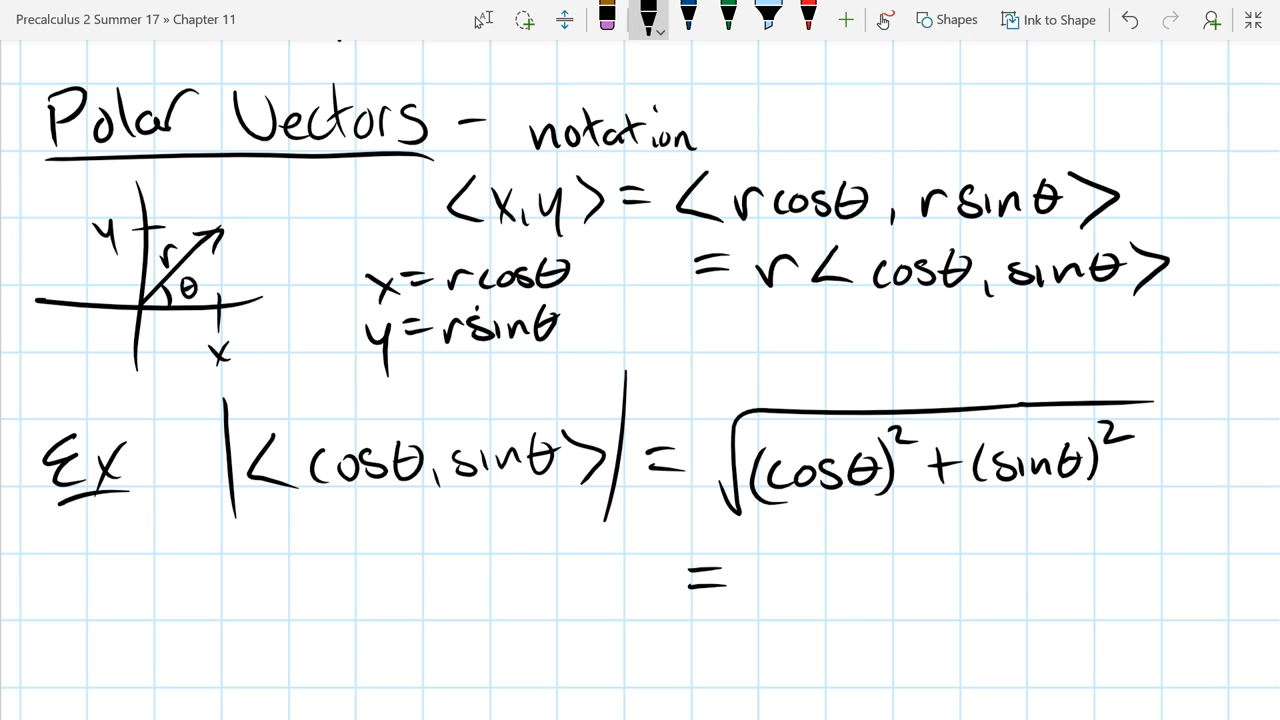 Precalculus 2 Summer 17 » Chapter 11
Shapes
Ink to Shape
Polar Vectors - notation
<x,y> = <r cosθ, r sinθ>
= r<cosθ, sinθ>
y
r
θ
x
x = r cosθ
y = r sinθ
Ex |<cosθ, sinθ>| = √(cosθ)² + (sinθ)²
=